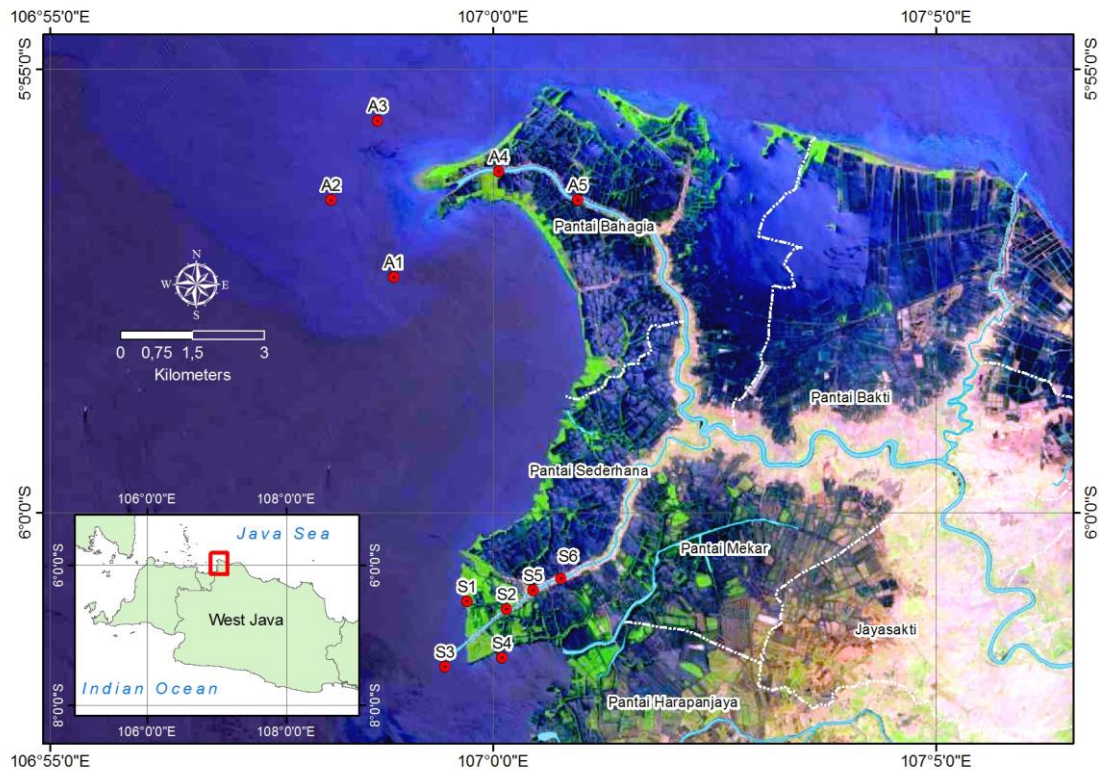 106°55'0"E
107°0'0"E
107°5'0"E
5°55'0"S
5°55'0"S
A3
A4
A2
A5
Pantai Bahagia
A1
N
W
E
S
0 0,75 1,5 3
Kilometers
Pantai Bakti
Pantai Sederhana
6°0'0"S
6°0'0"S
106°0'0"E
108°0'0"E
Java Sea
6°0'0"S
6°0'0"S
West Java
Indian Ocean
8°0'0"S
8°0'0"S
106°0'0"E
108°0'0"E
Pantai Mekar
S6
S5
S1
S2
S4
S3
Jayasakti
Pantai Harapanjaya
106°55'0"E
107°0'0"E
107°5'0"E